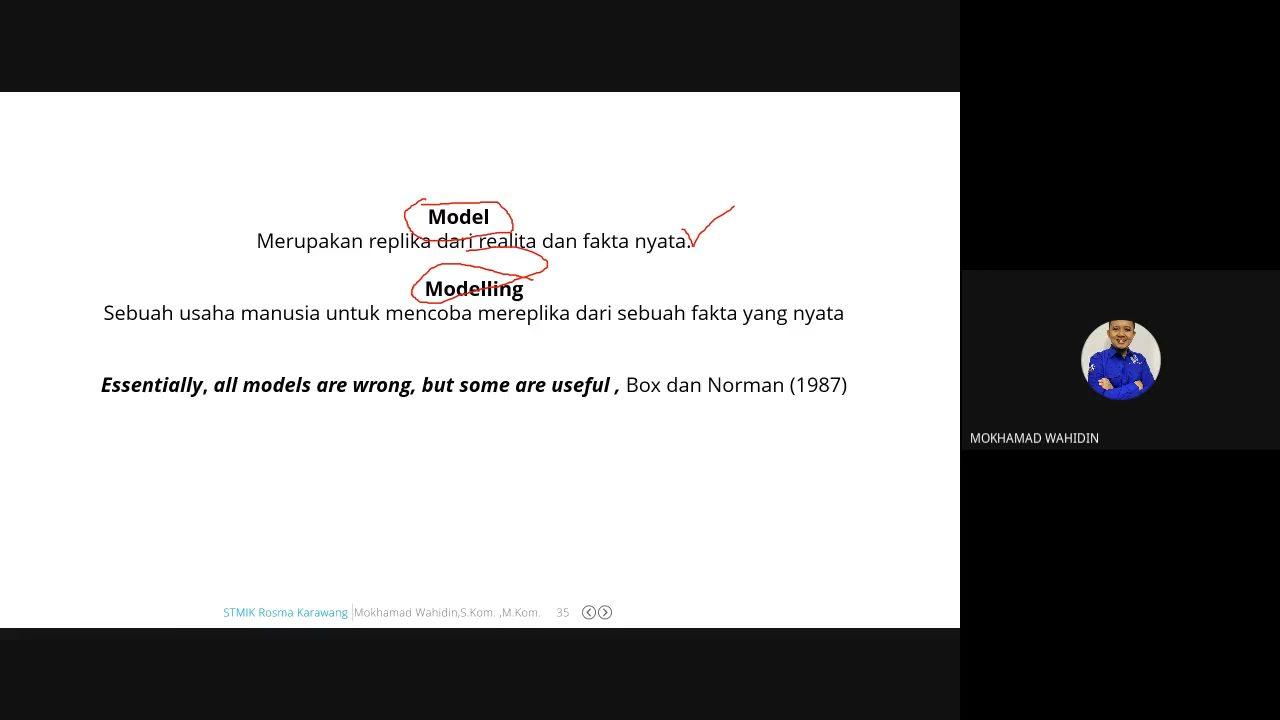 Model
Merupakan replika dari realita dan fakta nyata.
Modelling
Sebuah usaha manusia untuk mencoba mereplika dari sebuah fakta yang nyata
Essentially, all models are wrong, but some are useful , Box dan Norman (1987)
STMIK Rosma Karawang Mokhamad Wahidin,S.Kom. ,M.Kom. 35
MOKHAMAD WAHIDIN